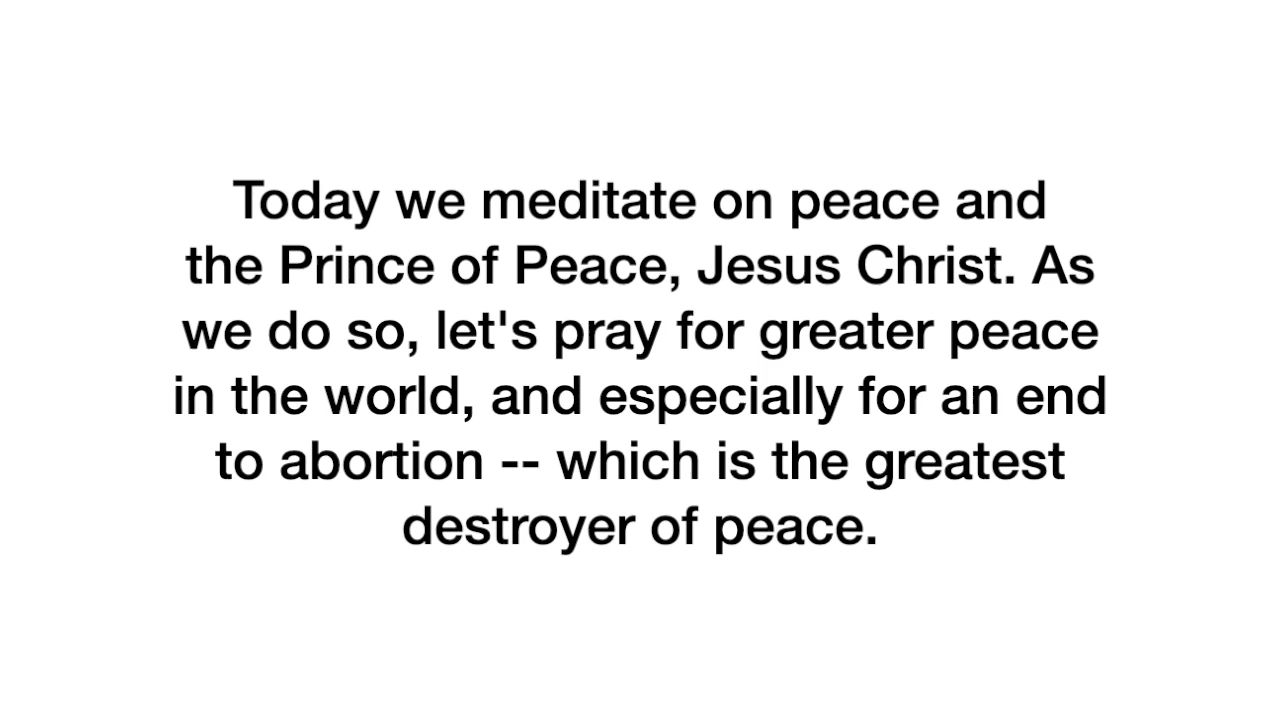 Today we meditate on peace and
the Prince of Peace, Jesus Christ. As
we do so, let's pray for greater peace
in the world, and especially for an end
to abortion -- which is the greatest
destroyer of peace.